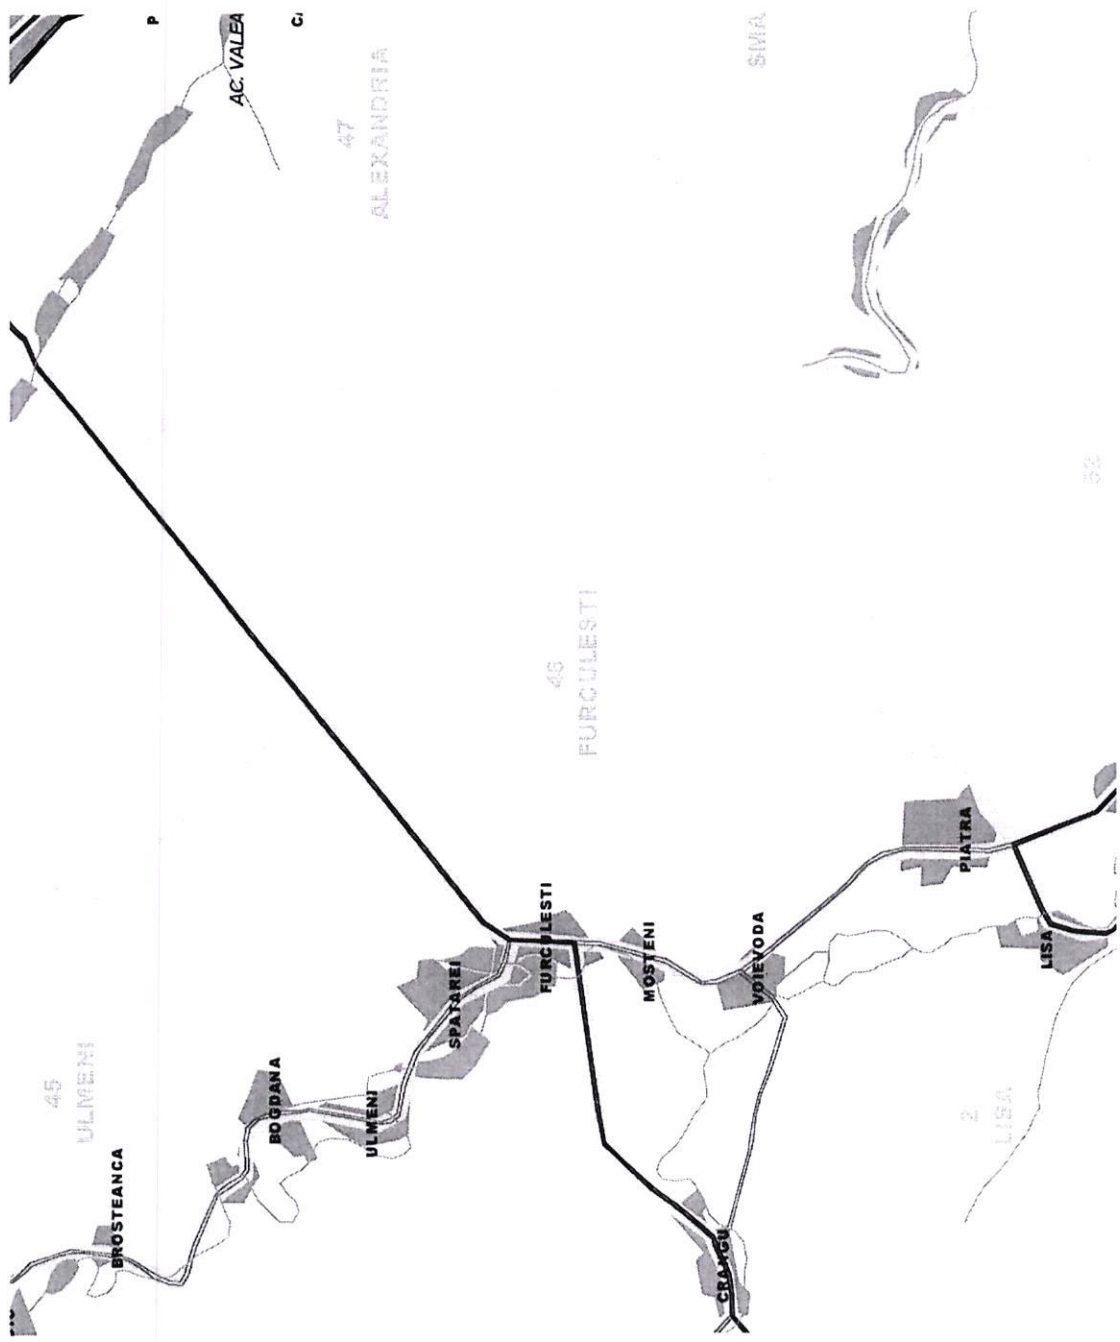 P
C
AC. VALEA
47
ALEXANDRIA
SMA
52
46
FURCULESTI
45
ULMENI
BROSTEANCA
BOGDANA
ULMENI
SPATAREI
FURCULESTI
MOSTENI
VOIEVODA
PIATRA
LISA
2
LISA
CRANGU